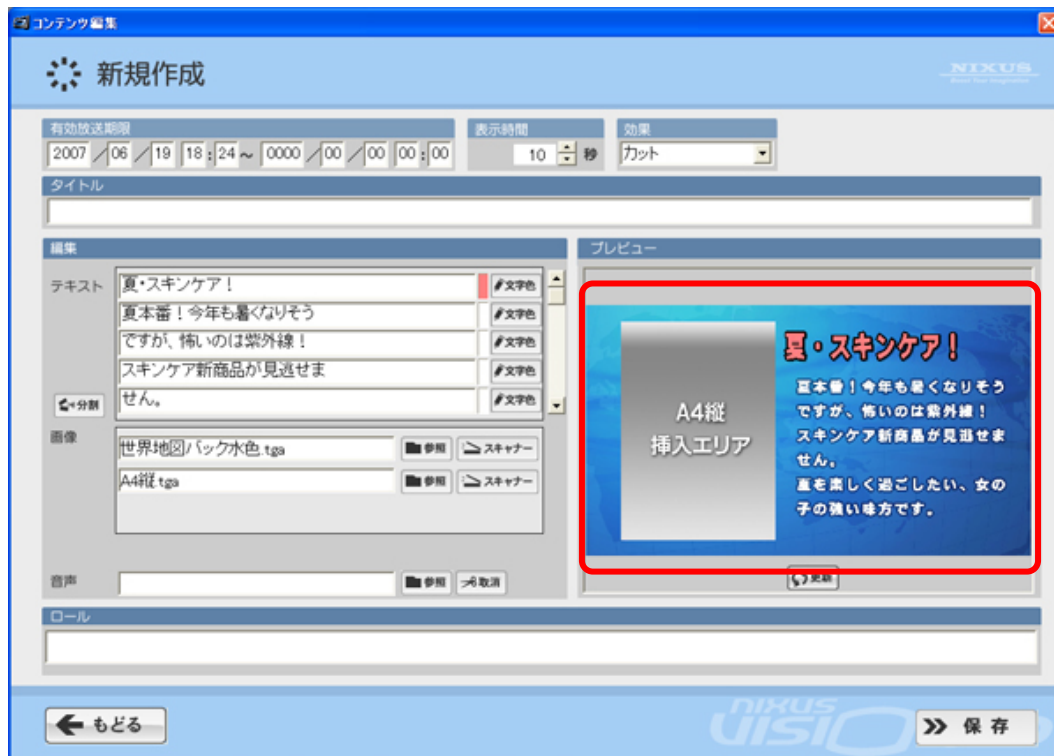 コンテンツ編集
新規作成
NIXUS
有効放送期限
表示時間
効果
2007 / 06 / 19 18 : 24 ~ 0000 / 00 / 00 00 : 00
10 秒
カット
タイトル
編集
プレビュー
テキスト
夏・スキンケア！
文字色
夏本番！今年も暑くなりそう
文字色
ですが、怖いのは紫外線！
文字色
スキンケア新商品が見逃せま
文字色
せん。
文字色
分割
画像
世界地図バック水色.tga
参照
スキャナー
A4縦.tga
参照
スキャナー
音声
参照
取消
A4縦
挿入エリア
夏・スキンケア！
夏本番！今年も暑くなりそう
ですが、怖いのは紫外線！
スキンケア新商品が見逃せま
せん。
夏を楽しく過ごしたい、女の
子の強い味方です。
更新
ロール
もどる
NIXUS
VISIO
保存